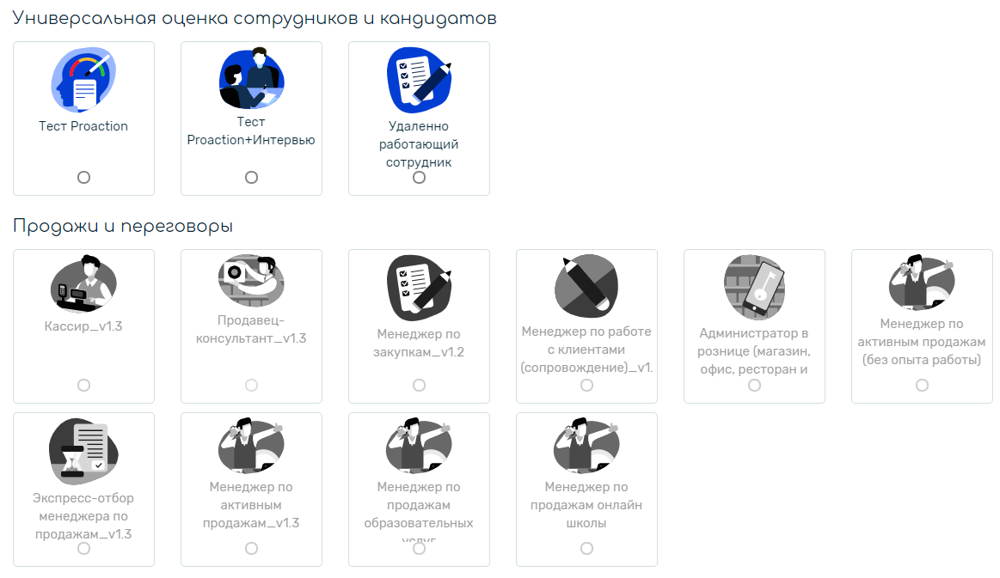 Универсальная оценка сотрудников и кандидатов
Тест Proaction
Тест
Proaction+Интервью
Удаленно
работающий
сотрудник
Продажи и переговоры
Кассир_v1.3
Продавец-
консультант_v1.3
Менеджер по
закупкам_v1.2
Менеджер по работе
с клиентами
(сопровождение)_v1.
Администратор в
рознице (магазин,
офис, ресторан и
Менеджер по
активным продажам
(без опыта работы)
Экспресс-отбор
менеджера по
продажам_v1.3
Менеджер по
активным
продажам_v1.3
Менеджер по
продажам
образовательных
услуг
Менеджер по
продажам онлайн
школы